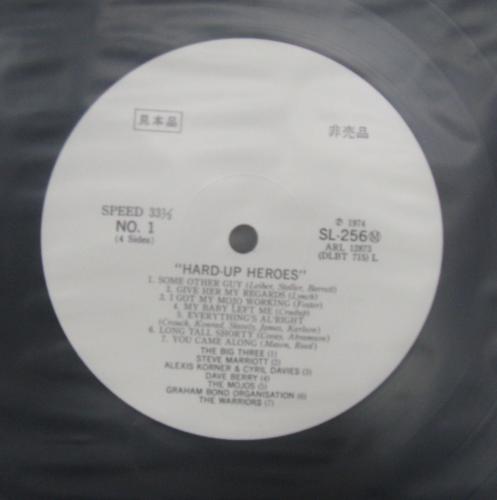 見本品
非売品
SPEED 33⅓
NO. 1
(4 Sides)
℗ 1974
SL-256 Ⓜ
ARL 12873
(DLBT 715) L
"HARD-UP HEROES"
1. SOME OTHER GUY (Leiber, Stoller, Barrett)
2. GIVE HER MY REGARDS (Lynch)
3. I GOT MY MOJO WORKING (Foster)
4. MY BABY LEFT ME (Crudup)
5. EVERYTHING'S AL'RIGHT
(Crouch, Konrad, Stavely, James, Karlson)
6. LONG TALL SHORTY (Covay, Abramson)
7. YOU CAME ALONG (Mason, Reed)
THE BIG THREE (1)
STEVE MARRIOTT (2)
ALEXIS KORNER & CYRIL DAVIES (3)
DAVE BERRY (4)
THE MOJOS (5)
GRAHAM BOND ORGANISATION (6)
THE WARRIORS (7)